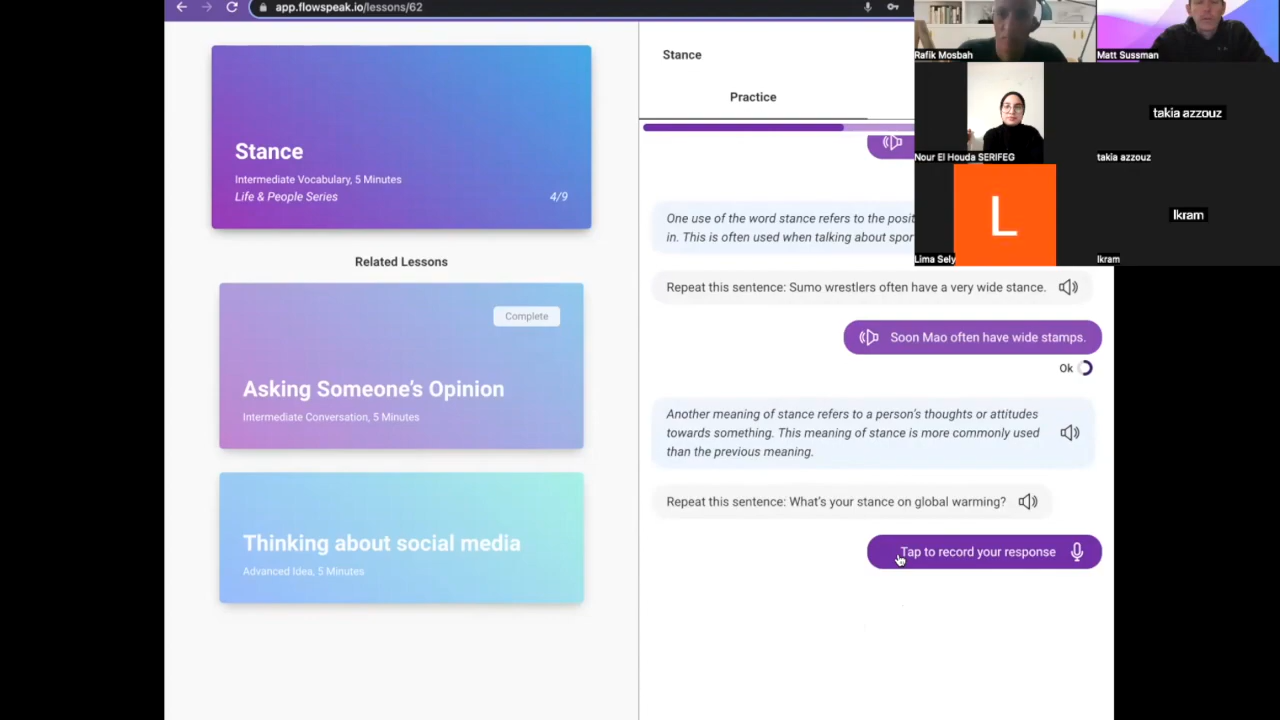 app.flowspeak.io/lessons/62
Stance
Intermediate Vocabulary, 5 Minutes
Life & People Series
4/9
Related Lessons
Complete
Asking Someone's Opinion
Intermediate Conversation, 5 Minutes
Thinking about social media
Advanced Idea, 5 Minutes
Stance
Practice
One use of the word stance refers to the posit
in. This is often used when talking about spor
Repeat this sentence: Sumo wrestlers often have a very wide stance.
Soon Mao often have wide stamps.
Ok
Another meaning of stance refers to a person's thoughts or attitudes
towards something. This meaning of stance is more commonly used
than the previous meaning.
Repeat this sentence: What's your stance on global warming?
Tap to record your response
Rafik Mosbah
Matt Sussman
takia azzouz
Nour El Houda SERIFEG
takia azzouz
L
Ikram
Lima Sely
Ikram